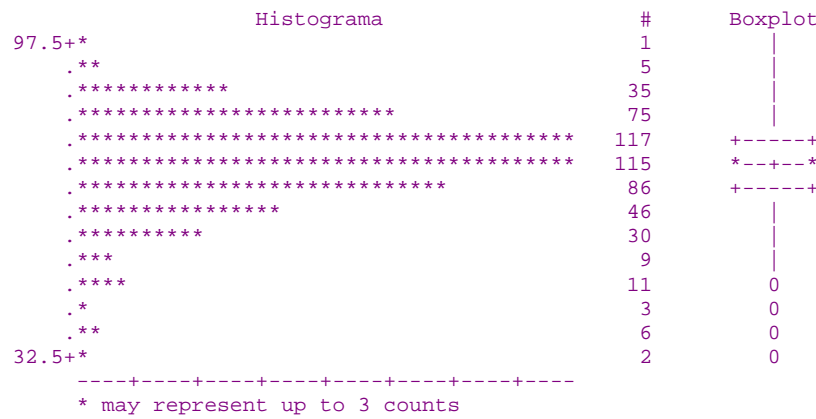 Histograma # Boxplot
97.5+* 1 |
.** 5 |
.************ 35 |
.************************* 75 |
.*************************************** 117 +-----+
.*************************************** 115 *--+--*
.***************************** 86 +-----+
.**************** 46 |
.********** 30 |
.*** 9 |
.**** 11 0
.* 3 0
.** 6 0
32.5+* 2 0
----+----+----+----+----+----+----+----
* may represent up to 3 counts